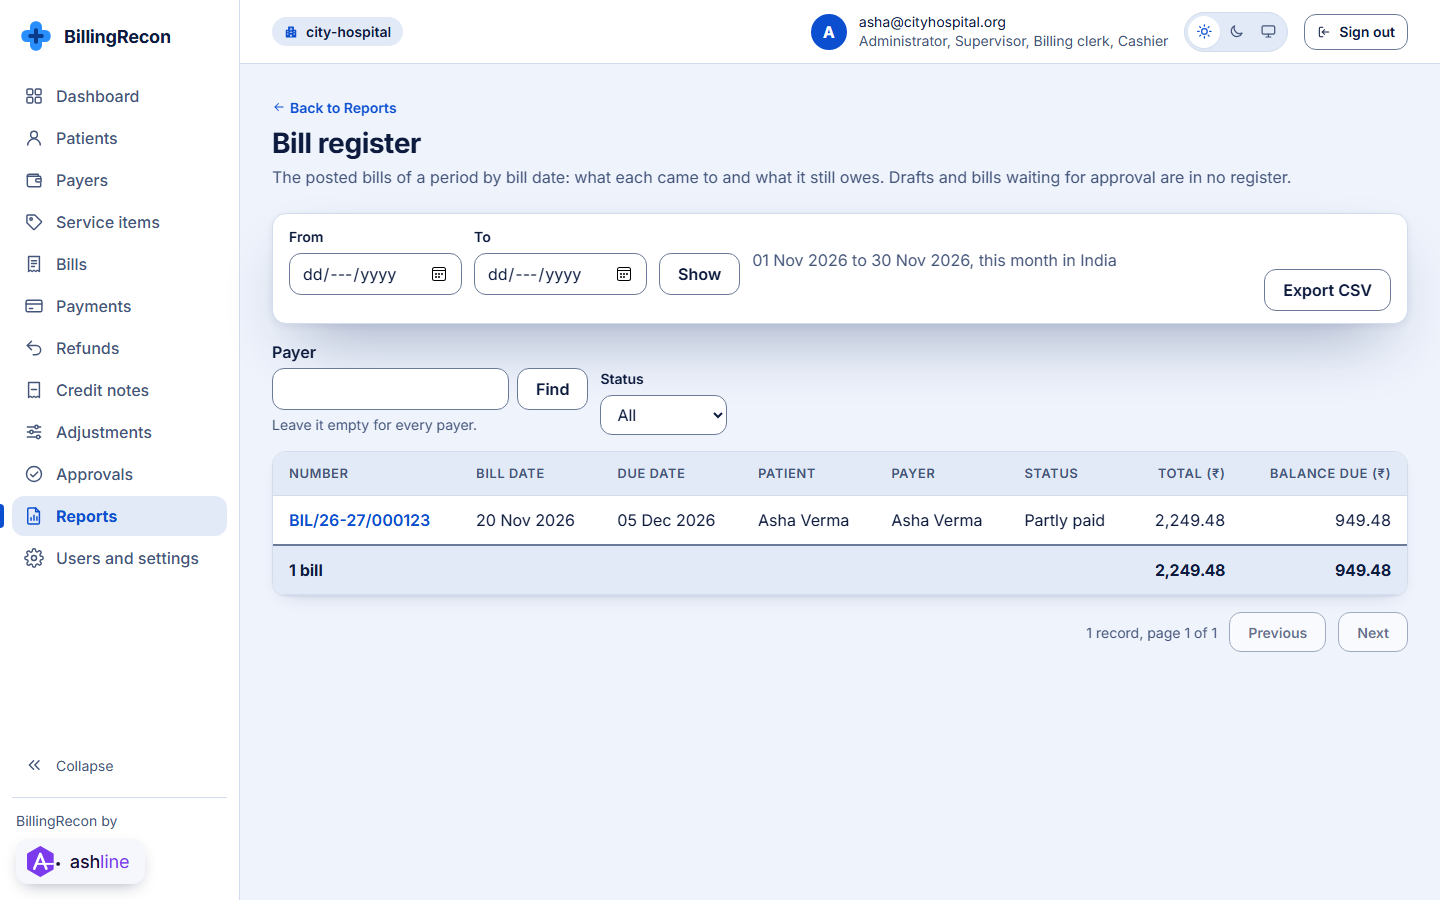 BillingRecon
Dashboard
Patients
Payers
Service items
Bills
Payments
Refunds
Credit notes
Adjustments
Approvals
Reports
Users and settings
Collapse
BillingRecon by
A
ashline
city-hospital
A
asha@cityhospital.org
Administrator, Supervisor, Billing clerk, Cashier
Sign out
Back to Reports
Bill register
The posted bills of a period by bill date: what each came to and what it still owes. Drafts and bills waiting for approval are in no register.
From To
dd/---/yyyy dd/---/yyyy Show 01 Nov 2026 to 30 Nov 2026, this month in India
Export CSV
Payer
Find
Status
All
Leave it empty for every payer.
NUMBER BILL DATE DUE DATE PATIENT PAYER STATUS TOTAL (₹) BALANCE DUE (₹)
BIL/26-27/000123 20 Nov 2026 05 Dec 2026 Asha Verma Asha Verma Partly paid 2,249.48 949.48
1 bill 2,249.48 949.48
1 record, page 1 of 1 Previous Next